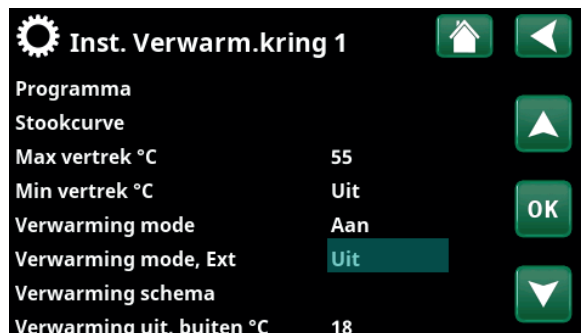 Inst. Verwarm.kring 1
Programma
Stookcurve
Max vertrek °C 55
Min vertrek °C Uit
Verwarming mode Aan
OK
Verwarming mode, Ext Uit
Verwarming schema
Verwarming uit, buiten °C 18